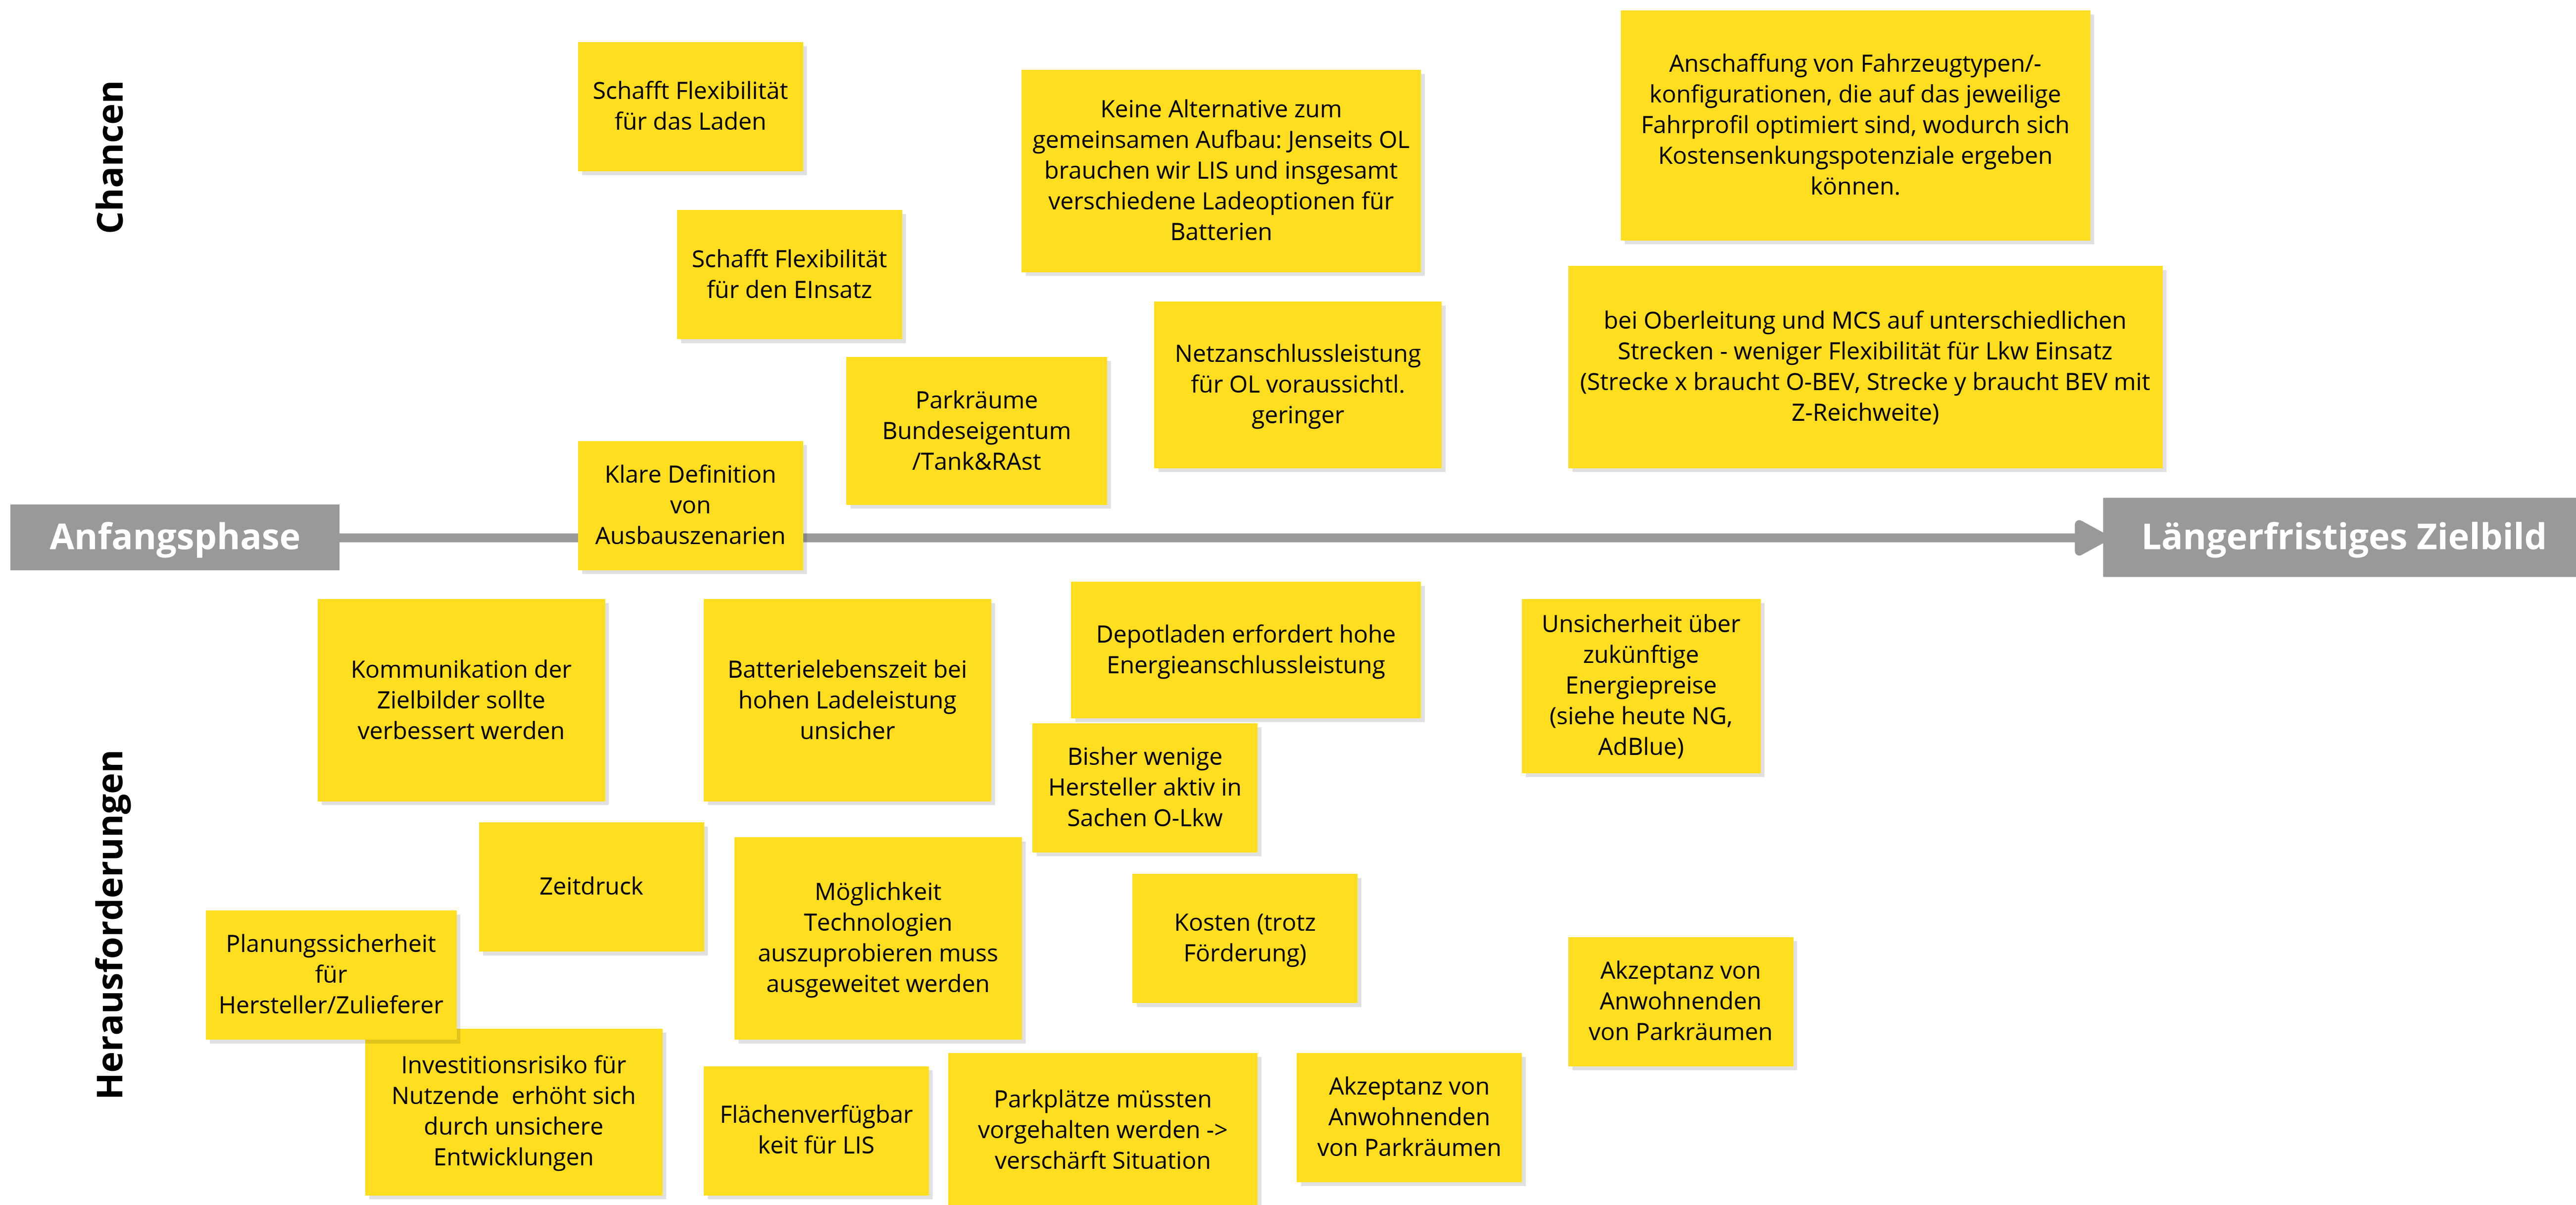 Chancen
Schafft Flexibilität
für das Laden
Schafft Flexibilität
für den EInsatz
Keine Alternative zum
gemeinsamen Aufbau: Jenseits OL
brauchen wir LIS und insgesamt
verschiedene Ladeoptionen für
Batterien
Anschaffung von Fahrzeugtypen/-
konfigurationen, die auf das jeweilige
Fahrprofil optimiert sind, wodurch sich
Kostensenkungspotenziale ergeben
können.
Parkräume
Bundeseigentum
/Tank&RAst
Netzanschlussleistung
für OL voraussichtl.
geringer
bei Oberleitung und MCS auf unterschiedlichen
Strecken - weniger Flexibilität für Lkw Einsatz
(Strecke x braucht O-BEV, Strecke y braucht BEV mit
Z-Reichweite)
Klare Definition
von
Ausbauszenarien
Anfangsphase
Längerfristiges Zielbild
Herausforderungen
Kommunikation der
Zielbilder sollte
verbessert werden
Batterielebenszeit bei
hohen Ladeleistung
unsicher
Depotladen erfordert hohe
Energieanschlussleistung
Unsicherheit über
zukünftige
Energiepreise
(siehe heute NG,
AdBlue)
Bisher wenige
Hersteller aktiv in
Sachen O-Lkw
Zeitdruck
Möglichkeit
Technologien
auszuprobieren muss
ausgeweitet werden
Kosten (trotz
Förderung)
Planungssicherheit
für
Hersteller/Zulieferer
Akzeptanz von
Anwohnenden
von Parkräumen
Investitionsrisiko für
Nutzende  erhöht sich
durch unsichere
Entwicklungen
Flächenverfügbar
keit für LIS
Parkplätze müssten
vorgehalten werden ->
verschärft Situation
Akzeptanz von
Anwohnenden
von Parkräumen